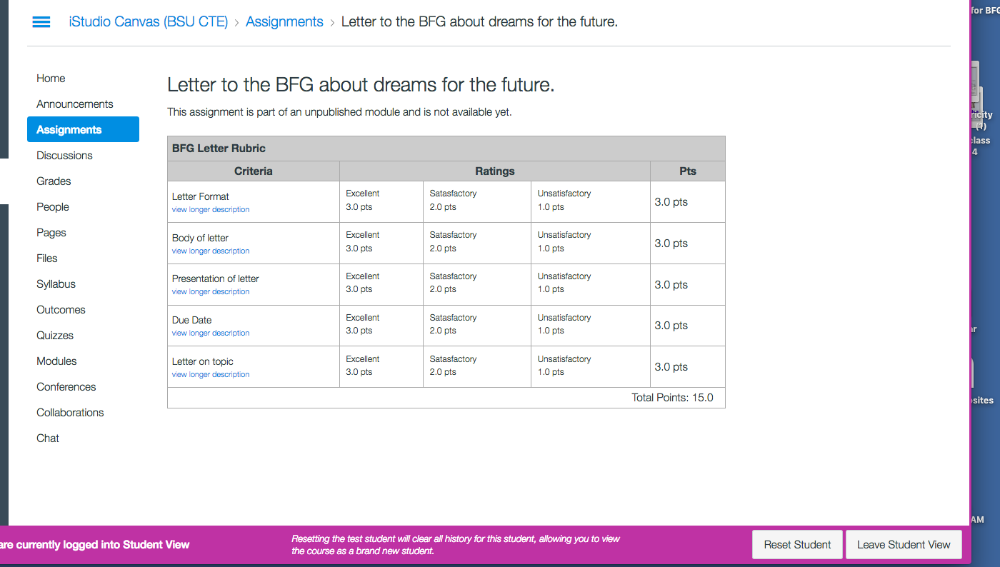 iStudio Canvas (BSU CTE) > Assignments > Letter to the BFG about dreams for the future.
for BFG
Home
Announcements
Assignments
Discussions
Grades
People
Pages
Files
Syllabus
Outcomes
Quizzes
Modules
Conferences
Collaborations
Chat
Letter to the BFG about dreams for the future.
This assignment is part of an unpublished module and is not available yet.
BFG Letter Rubric
Criteria Ratings Pts
Letter Format
view longer description
Excellent
3.0 pts
Satasfactory
2.0 pts
Unsatisfactory
1.0 pts
3.0 pts
Body of letter
view longer description
Excellent
3.0 pts
Satasfactory
2.0 pts
Unsatisfactory
1.0 pts
3.0 pts
Presentation of letter
view longer description
Excellent
3.0 pts
Satasfactory
2.0 pts
Unsatisfactory
1.0 pts
3.0 pts
Due Date
view longer description
Excellent
3.0 pts
Satasfactory
2.0 pts
Unsatisfactory
1.0 pts
3.0 pts
Letter on topic
view longer description
Excellent
3.0 pts
Satasfactory
2.0 pts
Unsatisfactory
1.0 pts
3.0 pts
Total Points: 15.0
ricity
(1)
class
4
sites
AM
are currently logged into Student View
Resetting the test student will clear all history for this student, allowing you to view
the course as a brand new student.
Reset Student
Leave Student View